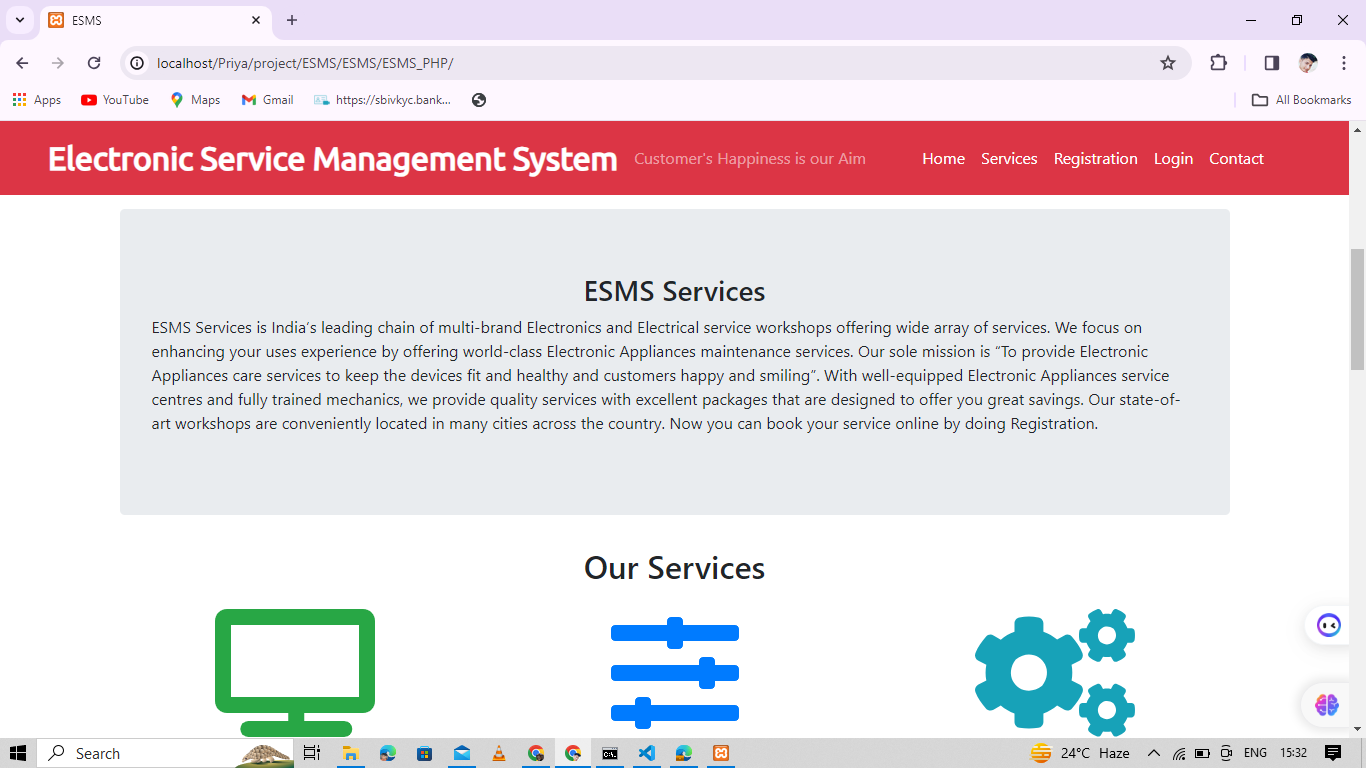 ESMS
localhost/Priya/project/ESMS/ESMS/ESMS_PHP/
Apps YouTube Maps Gmail https://sbivkyc.bank... All Bookmarks
Electronic Service Management System Customer's Happiness is our Aim Home Services Registration Login Contact
ESMS Services
ESMS Services is India's leading chain of multi-brand Electronics and Electrical service workshops offering wide array of services. We focus on
enhancing your uses experience by offering world-class Electronic Appliances maintenance services. Our sole mission is “To provide Electronic
Appliances care services to keep the devices fit and healthy and customers happy and smiling”. With well-equipped Electronic Appliances service
centres and fully trained mechanics, we provide quality services with excellent packages that are designed to offer you great savings. Our state-of-
art workshops are conveniently located in many cities across the country. Now you can book your service online by doing Registration.
Our Services
Search 24°C Haze ENG 15:32